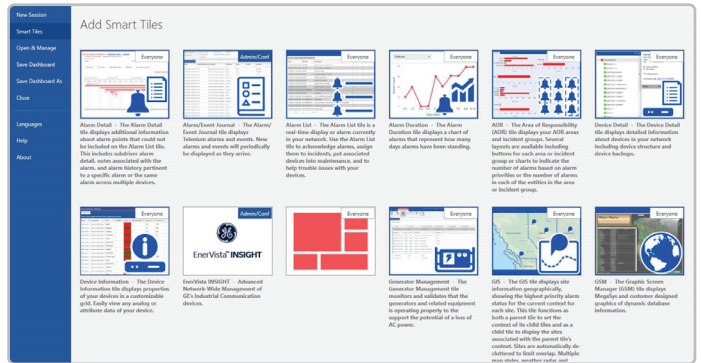 New Session
Smart Tiles
Open & Manage
Save Dashboard
Save Dashboard As
Close
Languages
Help
About
Add Smart Tiles
Everyone
Alarm Detail - The Alarm Detail
tile displays additional information
about alarm points that could not
be included on the Alarm List tile.
This includes subdriver alarm
detail, notes associated with the
alarm, and alarm history pertinent
to a specific alarm or the same
alarm across multiple devices.
Admin/Conf
Alarm/Event Journal - The Alarm/
Event Journal tile displays
Telenium alarms and events. New
alarms and events will periodically
be displayed as they arrive.
Everyone
Alarm List - The Alarm List tile is a
real-time display or alarms currently
in your network. Use the Alarm List
tile to acknowledge alarms, assign
them to incidents, put associated
devices into maintenance, and to
help trouble issues with your
devices.
Everyone
Alarm Duration - The Alarm
Duration tile displays a chart of
alarms that represent how many
days alarms have been standing.
Everyone
AOR - The Area of Responsibility
(AOR) tile displays your AOR areas
and incident groups. Several
layouts are available including
buttons for each area or incident
group or charts to indicate the
number of alarms based on alarm
priorities or the number of alarms
in each of the entities in the area
or incident group.
Everyone
Device Detail - The Device Detail
tile displays detailed information
about devices in your network
including device structure and
device backups.
Everyone
Device Information - The Device
Information tile displays properties
of your devices in a customizable
grid. Easily view any analog or
attribute data of your device.
Admin/Conf
EnerVista™ INSIGHT
EnerVista INSIGHT - Advanced
Network-Wide Management of
GE's Industrial Communication
devices.
Everyone
Everyone
Generator Management - The
Generator Management tile
monitors and validates that the
generators and related equipment
is operating properly to the
support the potential of a loss of
AC power.
Everyone
GIS - The GIS tile displays site
information geographically,
showing the highest priority alarm
status for the current context for
each site. This tile functions as
both a parent tile to set the
context of its child tiles and as a
child tile to display the sites
associated with the parent tile's
context. Sites are automatically de-
cluttered to limit overlap. Multiple
map styles, weather radar and
Everyone
GSM - The Graphic Screen
Manager (GSM) tile displays
MegaSys and customer designed
graphics of dynamic database
information.